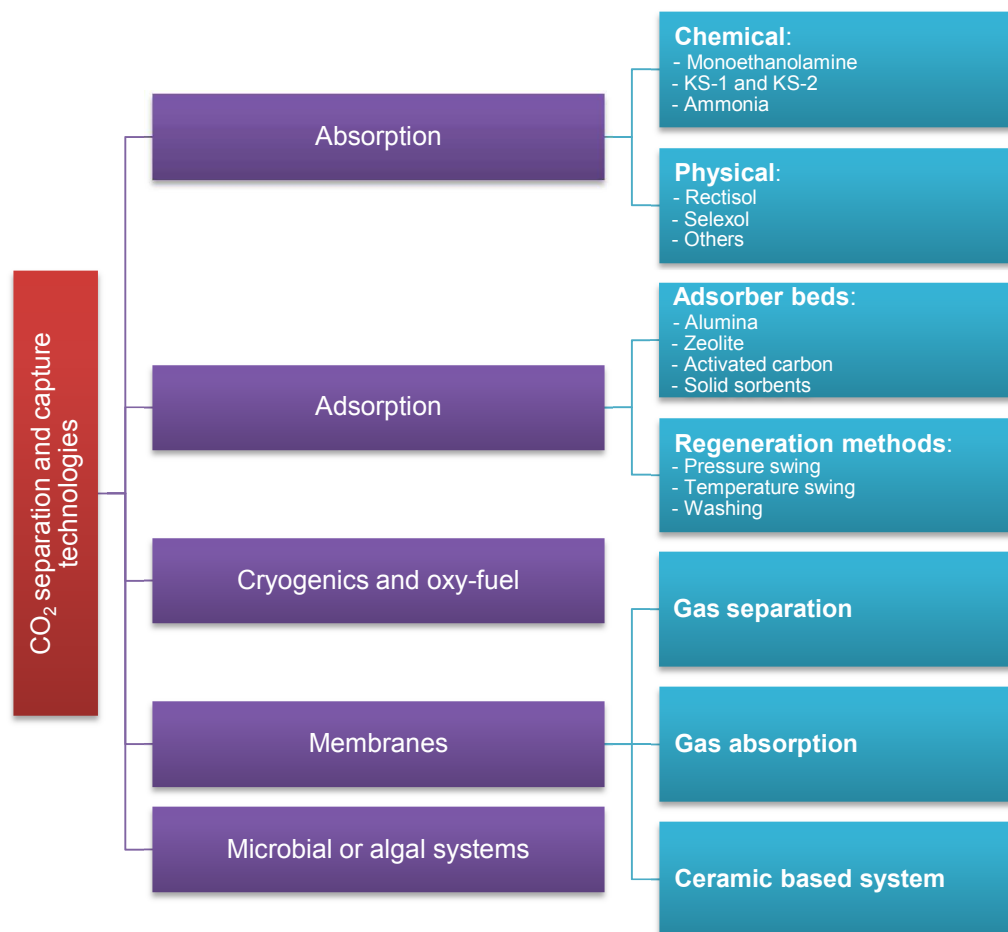 CO₂ separation and capture
technologies
Absorption
Chemical:
- Monoethanolamine
- KS-1 and KS-2
- Ammonia
Physical:
- Rectisol
- Selexol
- Others
Adsorption
Adsorber beds:
- Alumina
- Zeolite
- Activated carbon
- Solid sorbents
Regeneration methods:
- Pressure swing
- Temperature swing
- Washing
Cryogenics and oxy-fuel
Membranes
Gas separation
Gas absorption
Ceramic based system
Microbial or algal systems